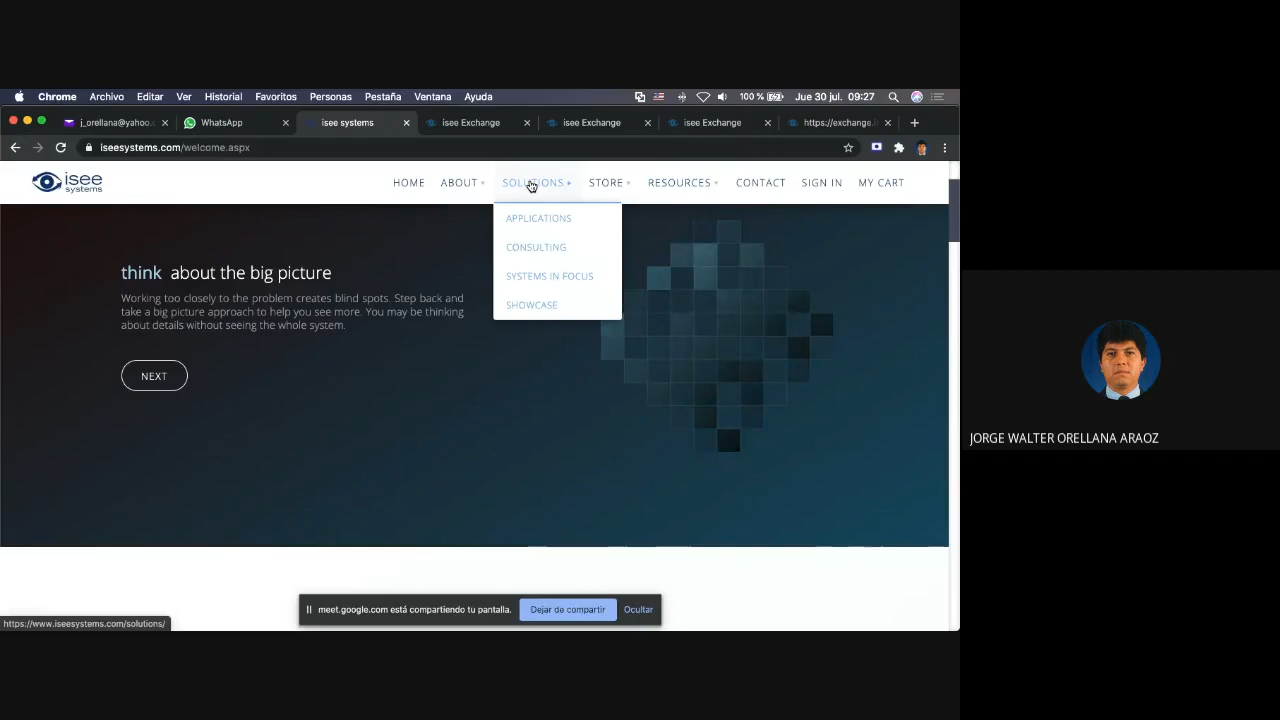 Chrome Archivo Editar Ver Historial Favoritos Personas Pestaña Ventana Ayuda 100 % Jue 30 jul. 09:27
j_orellana@yahoo. WhatsApp isee systems isee Exchange isee Exchange isee Exchange https://exchange.
iseesystems.com/welcome.aspx
isee systems
HOME ABOUT SOLUTIONS STORE RESOURCES CONTACT SIGN IN MY CART
APPLICATIONS
CONSULTING
SYSTEMS IN FOCUS
SHOWCASE
think about the big picture
Working too closely to the problem creates blind spots. Step back and
take a big picture approach to help you see more. You may be thinking
about details without seeing the whole system.
NEXT
JORGE WALTER ORELLANA ARAOZ
meet.google.com está compartiendo tu pantalla. Dejar de compartir Ocultar
https://www.iseesystems.com/solutions/